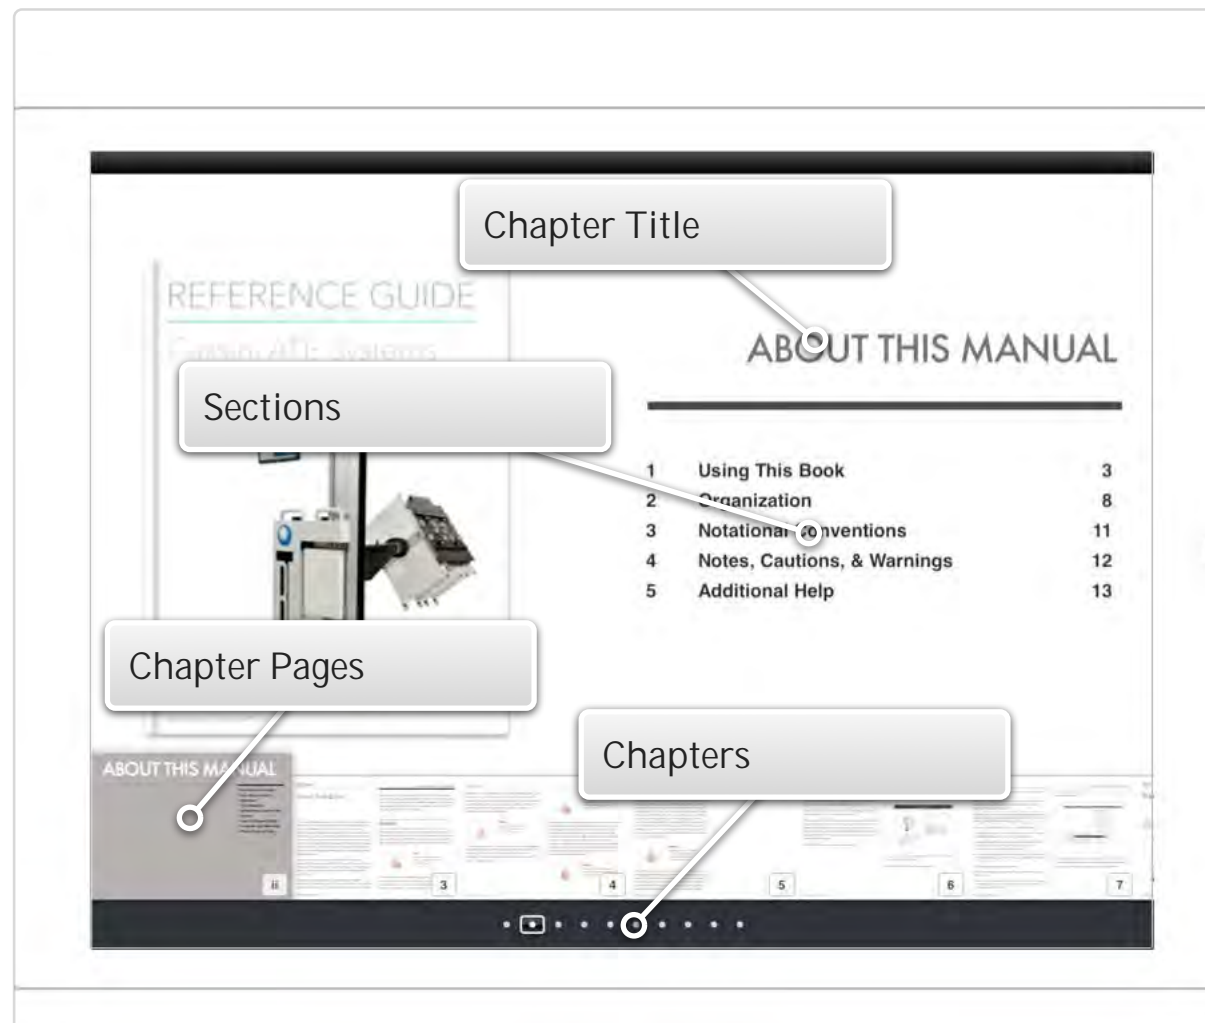 Chapter Title
REFERENCE GUIDE
ABOUT THIS MANUAL
Sections
1 Using This Book 3
2 Organization 8
3 Notational Conventions 11
4 Notes, Cautions, & Warnings 12
5 Additional Help 13
Chapter Pages
Chapters
ABOUT THIS MANUAL
ii 3 4 5 6 7